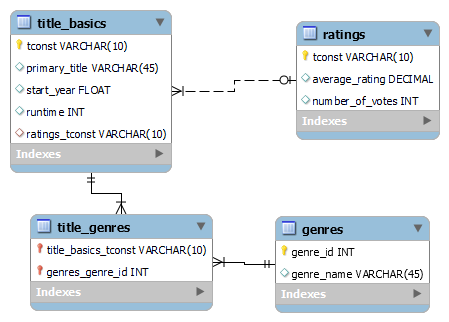 title_basics
tconst VARCHAR(10)
primary_title VARCHAR(45)
start_year FLOAT
runtime INT
ratings_tconst VARCHAR(10)
Indexes
ratings
tconst VARCHAR(10)
average_rating DECIMAL
number_of_votes INT
Indexes
title_genres
title_basics_tconst VARCHAR(10)
genres_genre_id INT
Indexes
genres
genre_id INT
genre_name VARCHAR(45)
Indexes